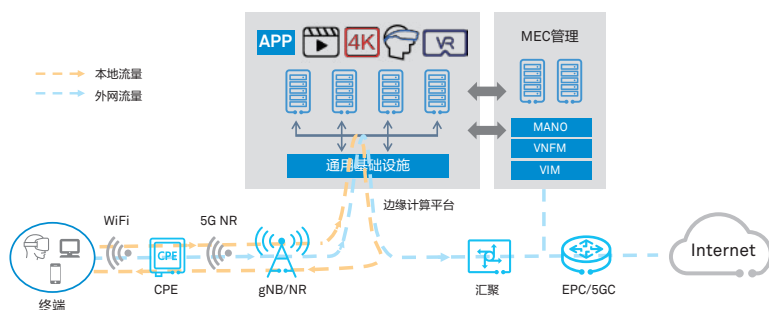 APP
4K
VR
MEC管理
本地流量
外网流量
MANO
VNFM
VIM
通用基础设施
边缘计算平台
WiFi
5G NR
CPE
Internet
终端
CPE
gNB/NR
汇聚
EPC/5GC